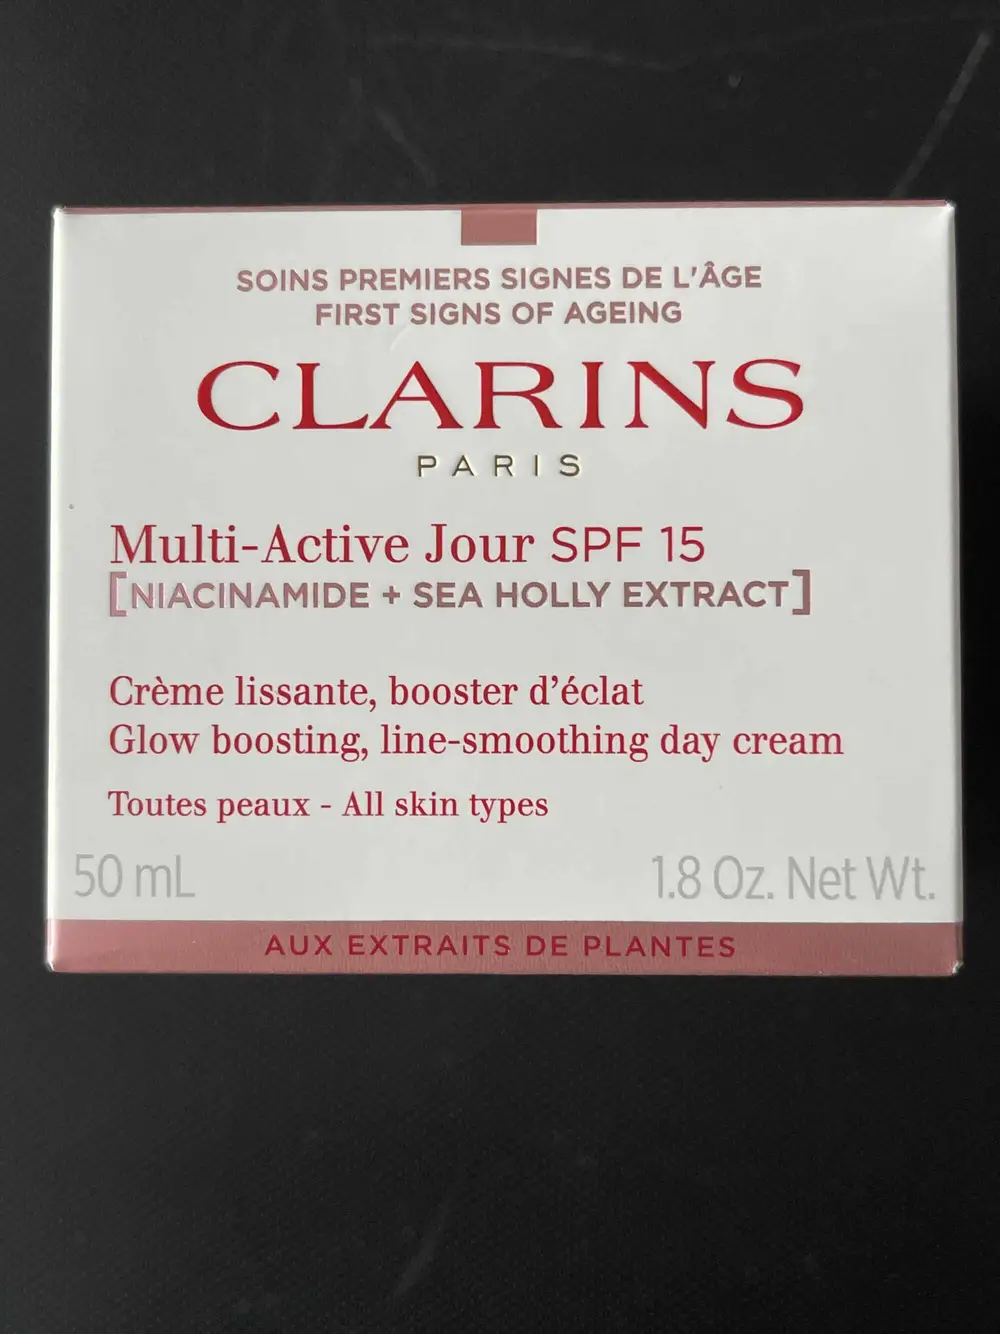 SOINS PREMIERS SIGNES DE L'ÂGE
FIRST SIGNS OF AGEING
CLARINS
PARIS
Multi-Active Jour SPF 15
[NIACINAMIDE + SEA HOLLY EXTRACT]
Crème lissante, booster d'éclat
Glow boosting, line-smoothing day cream
Toutes peaux - All skin types
50 mL 1.8 Oz. Net Wt.
AUX EXTRAITS DE PLANTES